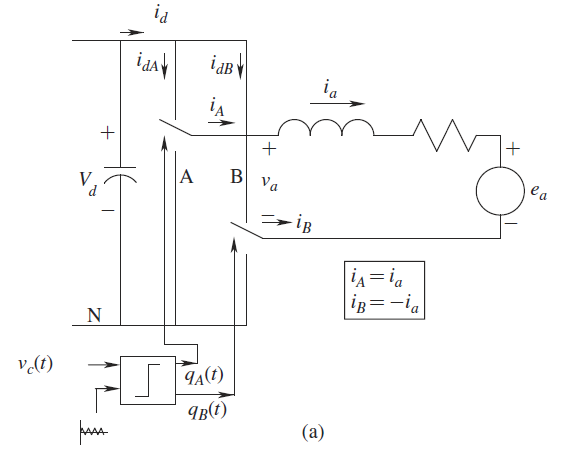 i_d
i_dA
i_dB
i_A
i_a
+
+
+
V_d
A
B
v_a
e_a
−
−
−
i_B
i_A = i_a
i_B = −i_a
N
v_c(t)
q_A(t)
q_B(t)
(a)